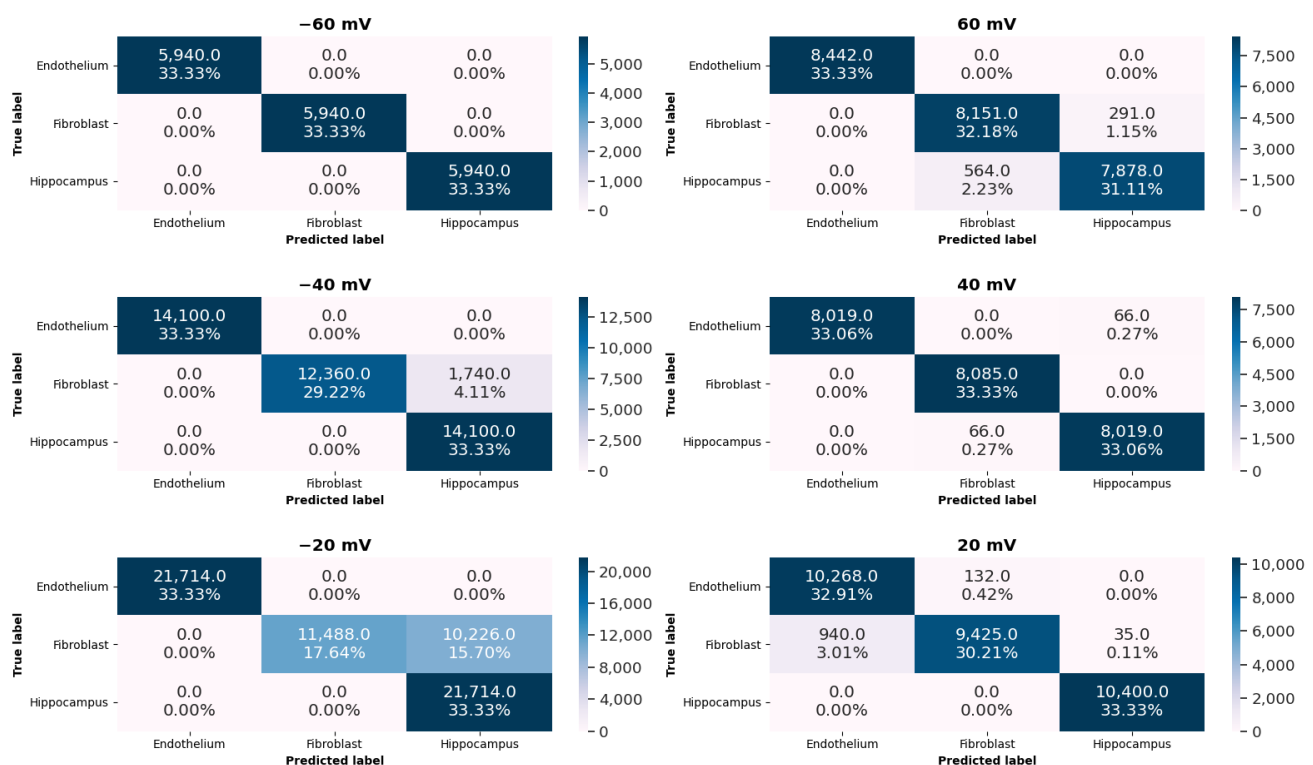 −60 mV
Endothelium
5,940.0 0.0 0.0
33.33% 0.00% 0.00%
Fibroblast
0.0 5,940.0 0.0
0.00% 33.33% 0.00%
Hippocampus
0.0 0.0 5,940.0
0.00% 0.00% 33.33%
True label
Endothelium Fibroblast Hippocampus
Predicted label
5,000
4,000
3,000
2,000
1,000
0
60 mV
Endothelium
8,442.0 0.0 0.0
33.33% 0.00% 0.00%
Fibroblast
0.0 8,151.0 291.0
0.00% 32.18% 1.15%
Hippocampus
0.0 564.0 7,878.0
0.00% 2.23% 31.11%
True label
Endothelium Fibroblast Hippocampus
Predicted label
7,500
6,000
4,500
3,000
1,500
0
−40 mV
Endothelium
14,100.0 0.0 0.0
33.33% 0.00% 0.00%
Fibroblast
0.0 12,360.0 1,740.0
0.00% 29.22% 4.11%
Hippocampus
0.0 0.0 14,100.0
0.00% 0.00% 33.33%
True label
Endothelium Fibroblast Hippocampus
Predicted label
12,500
10,000
7,500
5,000
2,500
0
40 mV
Endothelium
8,019.0 0.0 66.0
33.06% 0.00% 0.27%
Fibroblast
0.0 8,085.0 0.0
0.00% 33.33% 0.00%
Hippocampus
0.0 66.0 8,019.0
0.00% 0.27% 33.06%
True label
Endothelium Fibroblast Hippocampus
Predicted label
7,500
6,000
4,500
3,000
1,500
0
−20 mV
Endothelium
21,714.0 0.0 0.0
33.33% 0.00% 0.00%
Fibroblast
0.0 11,488.0 10,226.0
0.00% 17.64% 15.70%
Hippocampus
0.0 0.0 21,714.0
0.00% 0.00% 33.33%
True label
Endothelium Fibroblast Hippocampus
Predicted label
20,000
16,000
12,000
8,000
4,000
0
20 mV
Endothelium
10,268.0 132.0 0.0
32.91% 0.42% 0.00%
Fibroblast
940.0 9,425.0 35.0
3.01% 30.21% 0.11%
Hippocampus
0.0 0.0 10,400.0
0.00% 0.00% 33.33%
True label
Endothelium Fibroblast Hippocampus
Predicted label
10,000
8,000
6,000
4,000
2,000
0